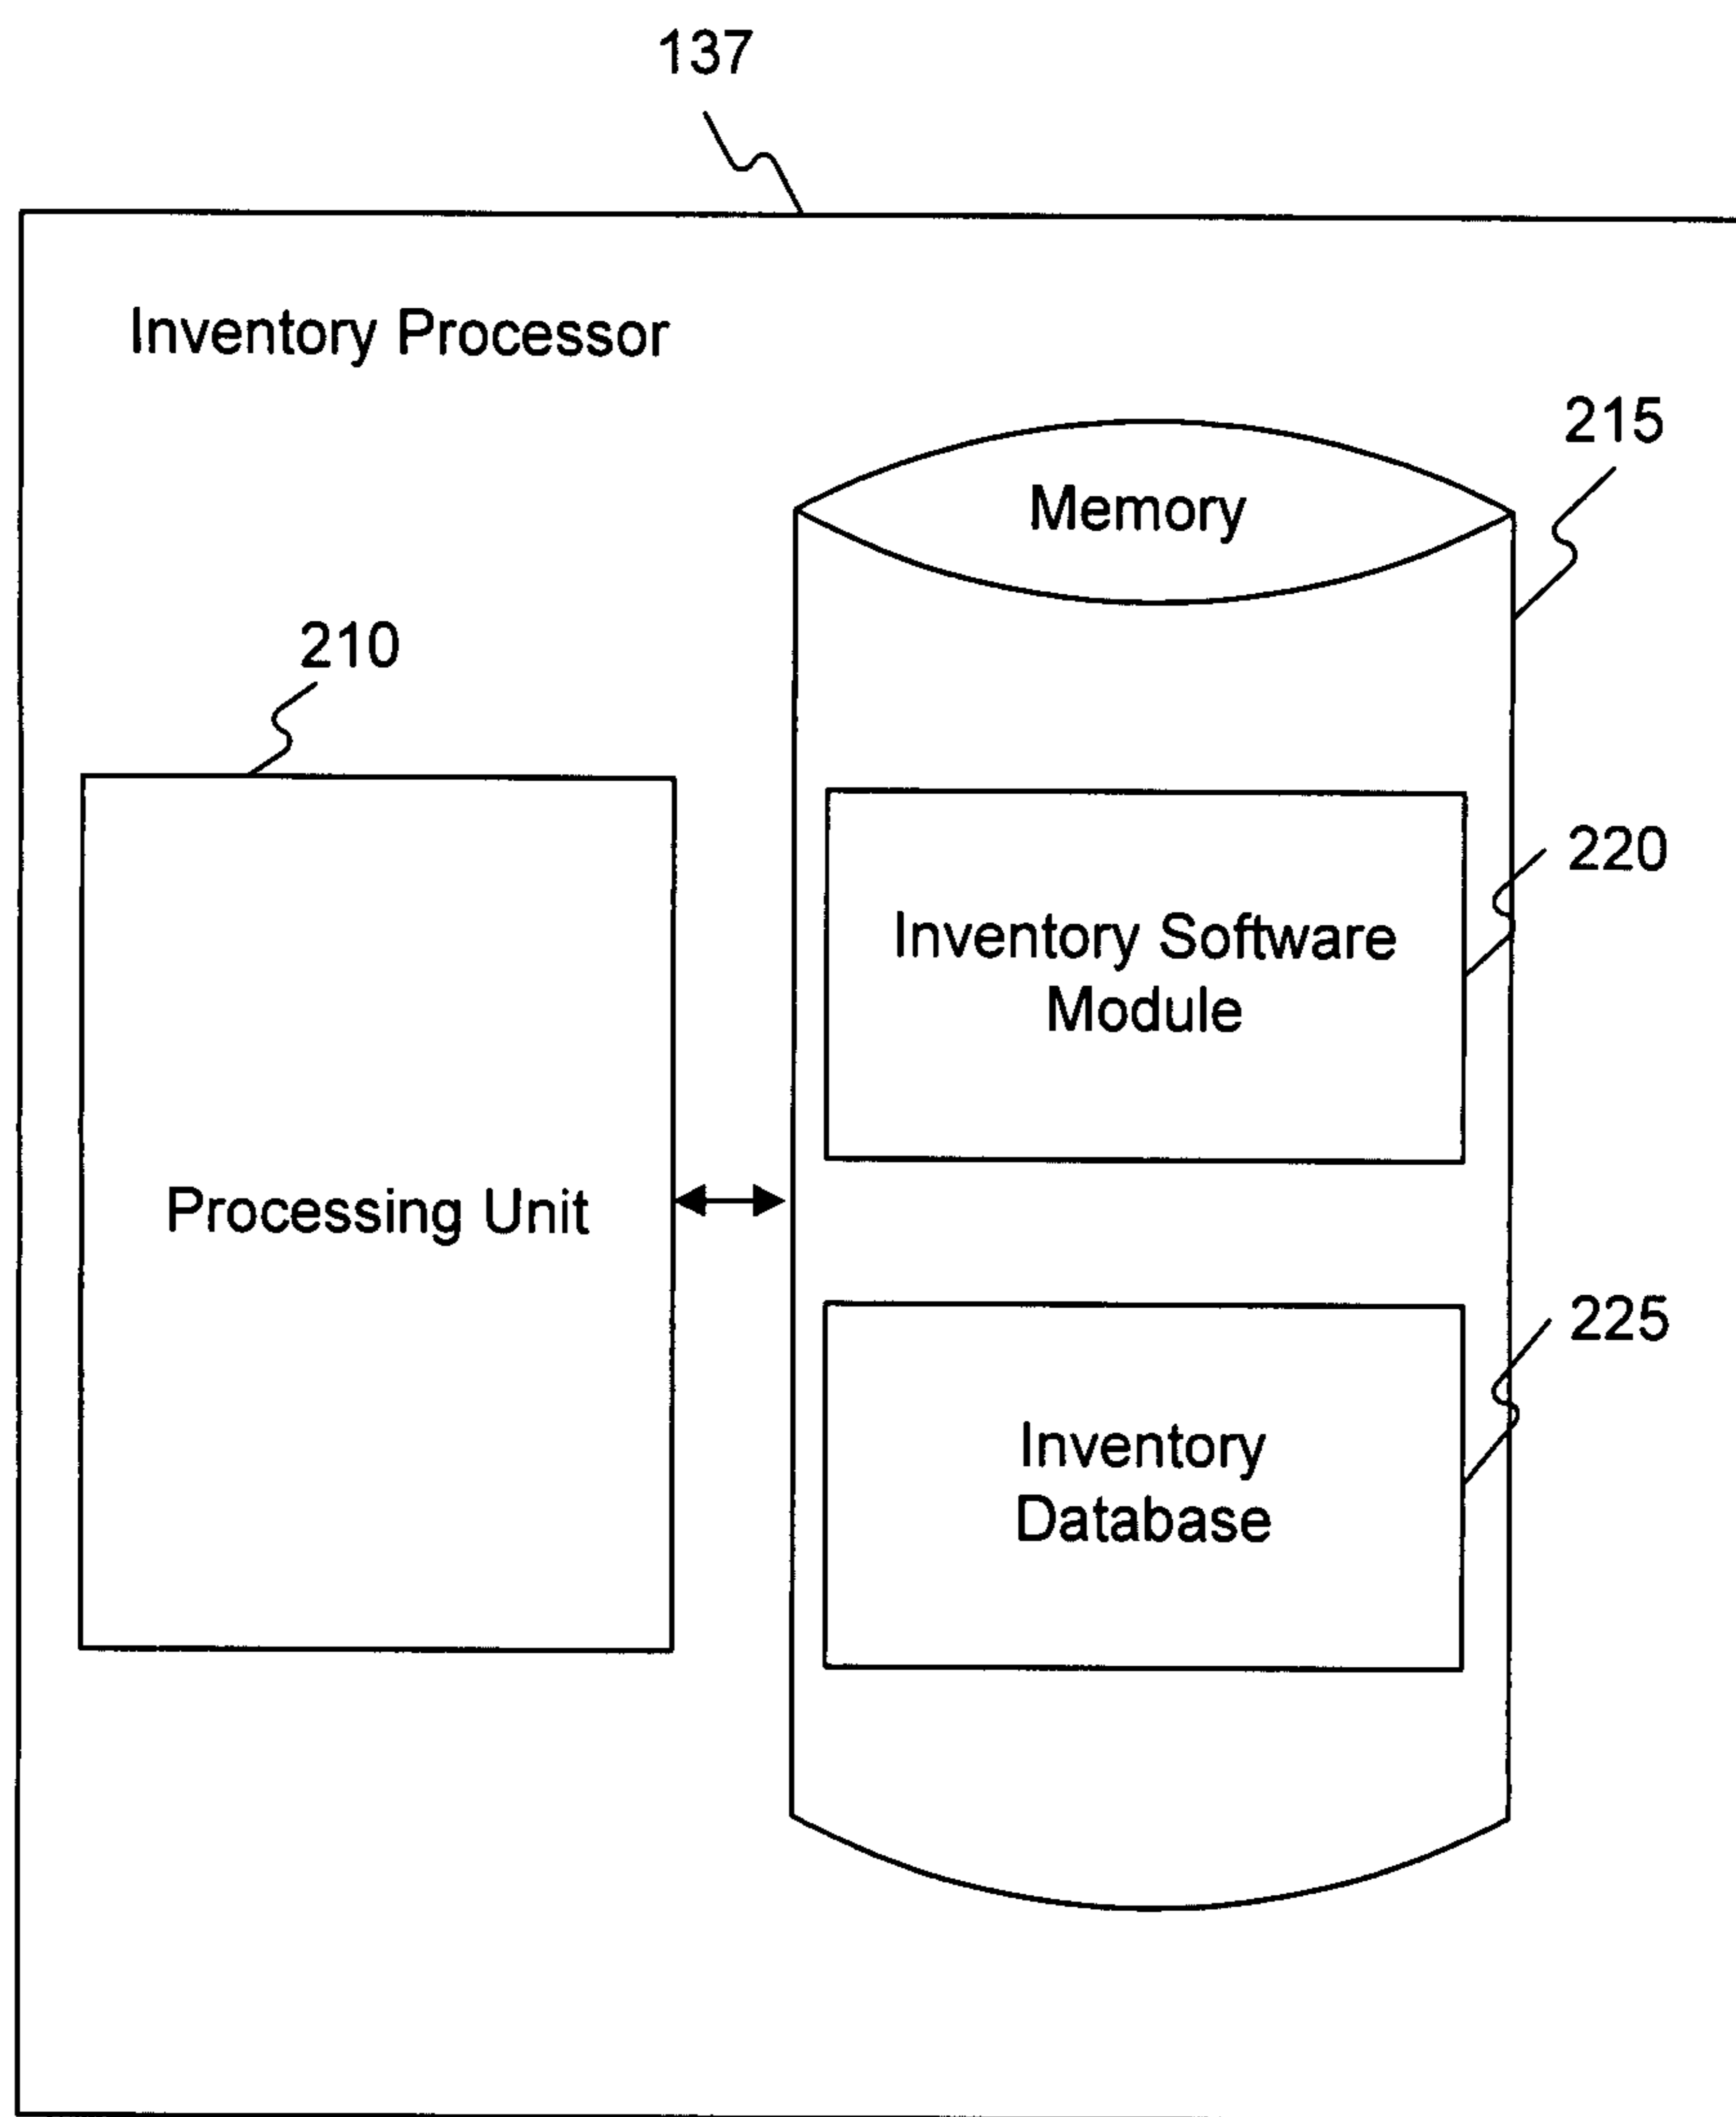 137
Inventory Processor
215
Memory
210
220
Inventory Software
Module
Processing Unit
225
Inventory
Database